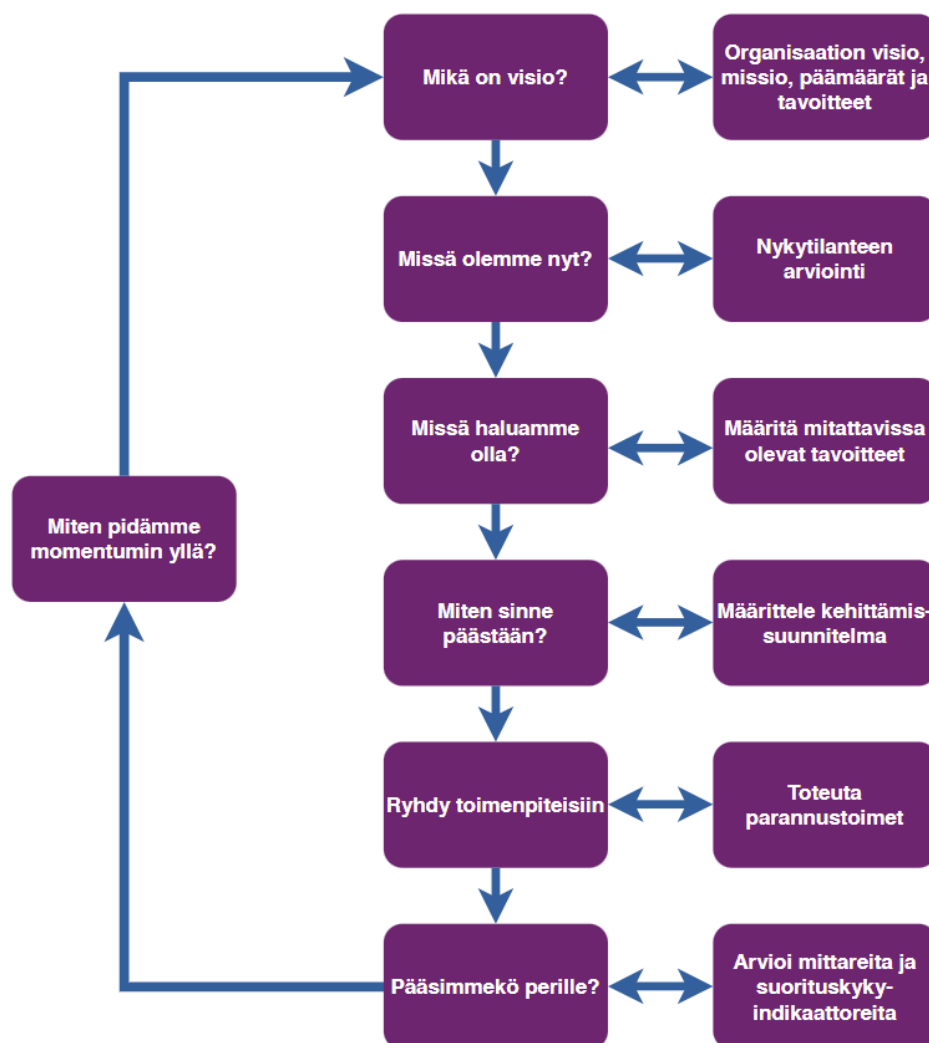 Mikä on visio?
Organisaation visio,
missio, päämäärät ja
tavoitteet
Missä olemme nyt?
Nykytilanteen
arviointi
Missä haluamme
olla?
Määritä mitattavissa
olevat tavoitteet
Miten pidämme
momentumin yllä?
Miten sinne
päästään?
Määrittele kehittämis-
suunnitelma
Ryhdy toimenpiteisiin
Toteuta
parannustoimet
Pääsimmekö perille?
Arvioi mittareita ja
suorituskyky-
indikaattoreita